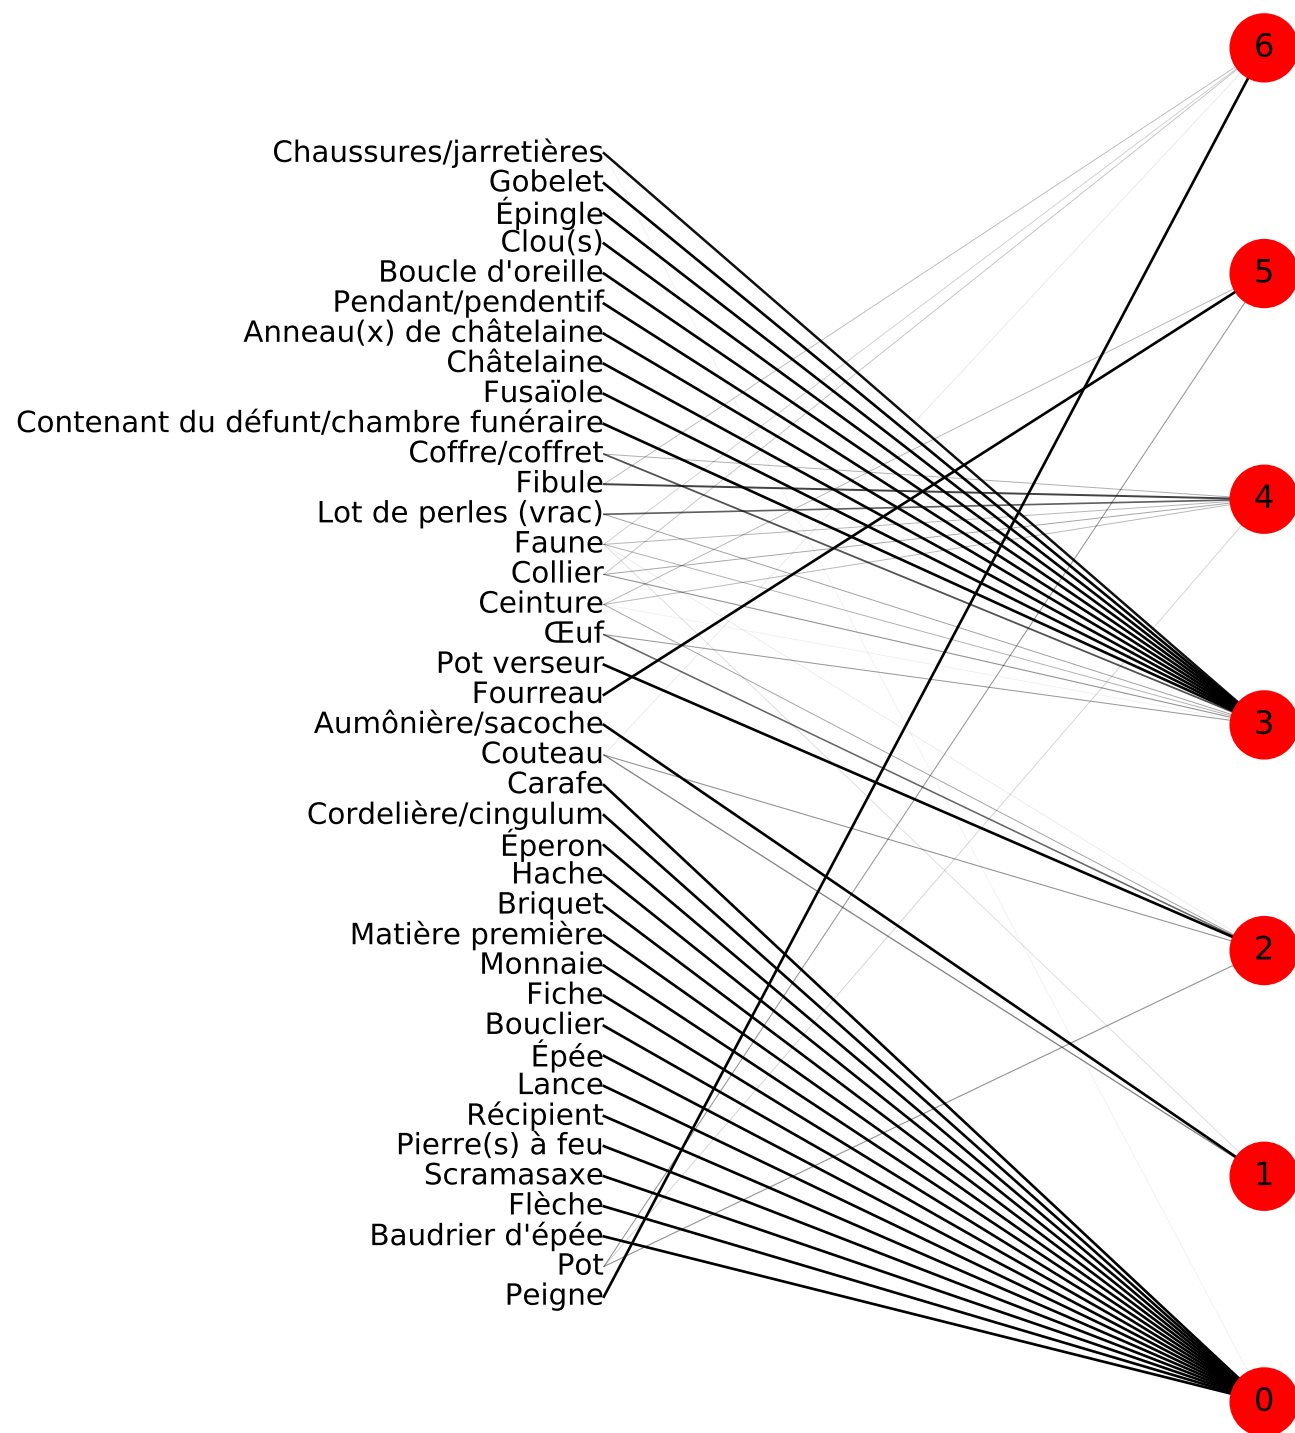 6
Chaussures/jarretières
Gobelet
Épingle
Clou(s)
Boucle d'oreille
5
Pendant/pendentif
Anneau(x) de châtelaine
Châtelaine
Fusaïole
Contenant du défunt/chambre funéraire
Coffre/coffret
Fibule
4
Lot de perles (vrac)
Faune
Collier
Ceinture
Œuf
Pot verseur
Fourreau
Aumônière/sacoche
3
Couteau
Carafe
Cordelière/cingulum
Éperon
Hache
Briquet
Matière première
2
Monnaie
Fiche
Bouclier
Épée
Lance
Récipient
Pierre(s) à feu
Scramasaxe
1
Flèche
Baudrier d'épée
Pot
Peigne
0